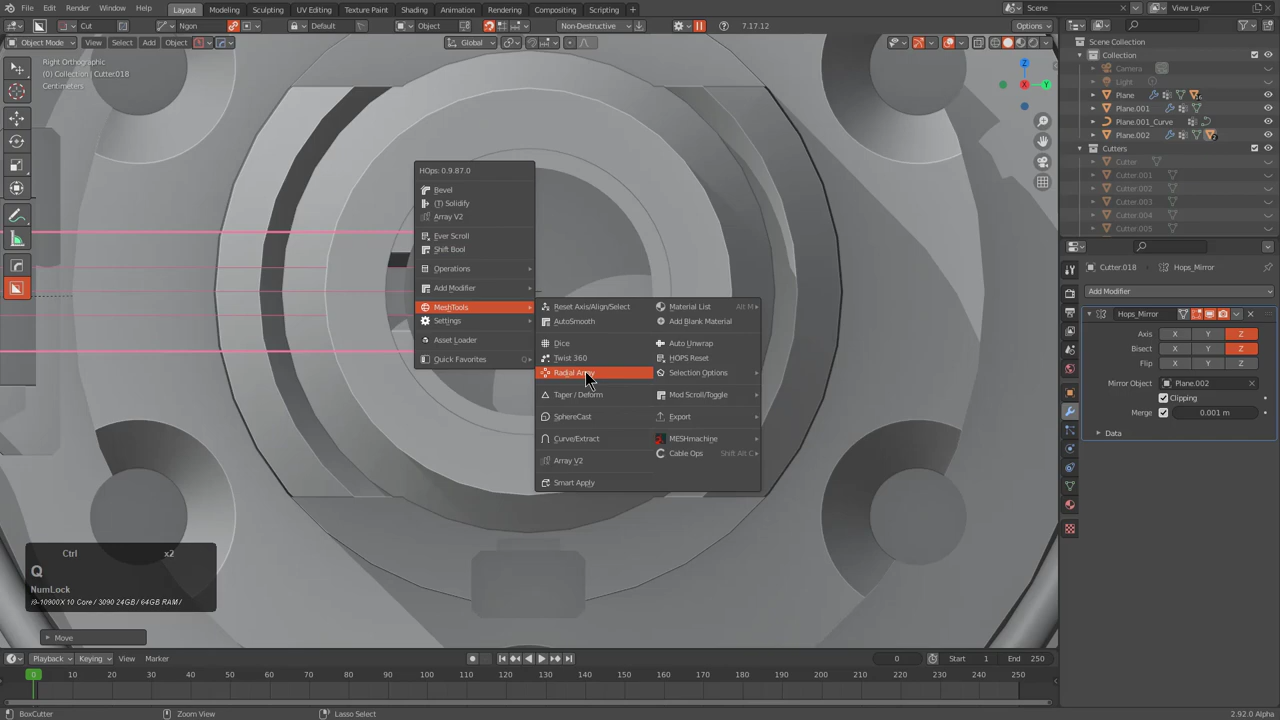 File Edit Render Window Help Layout Modeling Sculpting UV Editing Texture Paint Shading Animation Rendering Compositing Scripting + Scene View Layer
Cut Ngon Default Object Non-Destructive ? 7.17.12 Options
Object Mode View Select Add Object Global
Right Orthographic
(0) Collection | Cutter.018
Centimeters
Z
Y
X
Scene Collection
Collection
Camera
Light
Plane
Plane.001
Plane.001_Curve
Plane.002
Cutters
Cutter
Cutter.001
Cutter.002
Cutter.003
Cutter.004
Cutter.005
Cutter.018 Hops_Mirror
Add Modifier
Hops_Mirror
Axis X Y Z
Bisect X Y Z
Flip X Y Z
Mirror Object Plane.002
Clipping
Merge 0.001 m
Data
HOps: 0.9.87.0
Bevel
(T) Solidify
Array V2
Ever Scroll
Shift Bool
Operations
Add Modifier
MeshTools
Settings
Asset Loader
Quick Favorites Q
Reset Axis/Align/Select Material List Alt M
AutoSmooth Add Blank Material
Dice Auto Unwrap
Twist 360 HOPS Reset
Radial Array Selection Options
Taper / Deform Mod Scroll/Toggle
SphereCast Export
Curve/Extract MESHmachine
Array V2 Cable Ops Shift Alt C
Smart Apply
Ctrl x2
Q
NumLock
i9-10900X 10 Core / 3090 24GB / 64GB RAM /
Move
Playback Keying View Marker 0 Start 1 End 250
0 10 20 30 40 50 60 70 80 90 100 110 120 130 140 150 160 170 180 190 200 210 220 230 240 250
BoxCutter Zoom View Lasso Select 2.92.0 Alpha